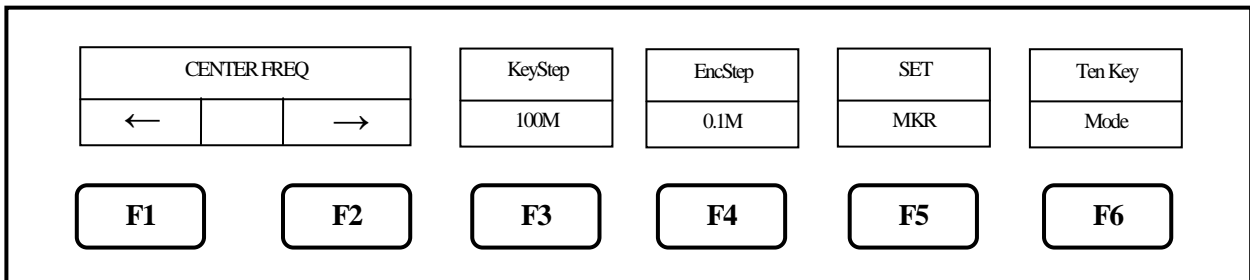 CENTER FREQ KeyStep EncStep SET Ten Key
← → 100M 0.1M MKR Mode
F1 F2 F3 F4 F5 F6